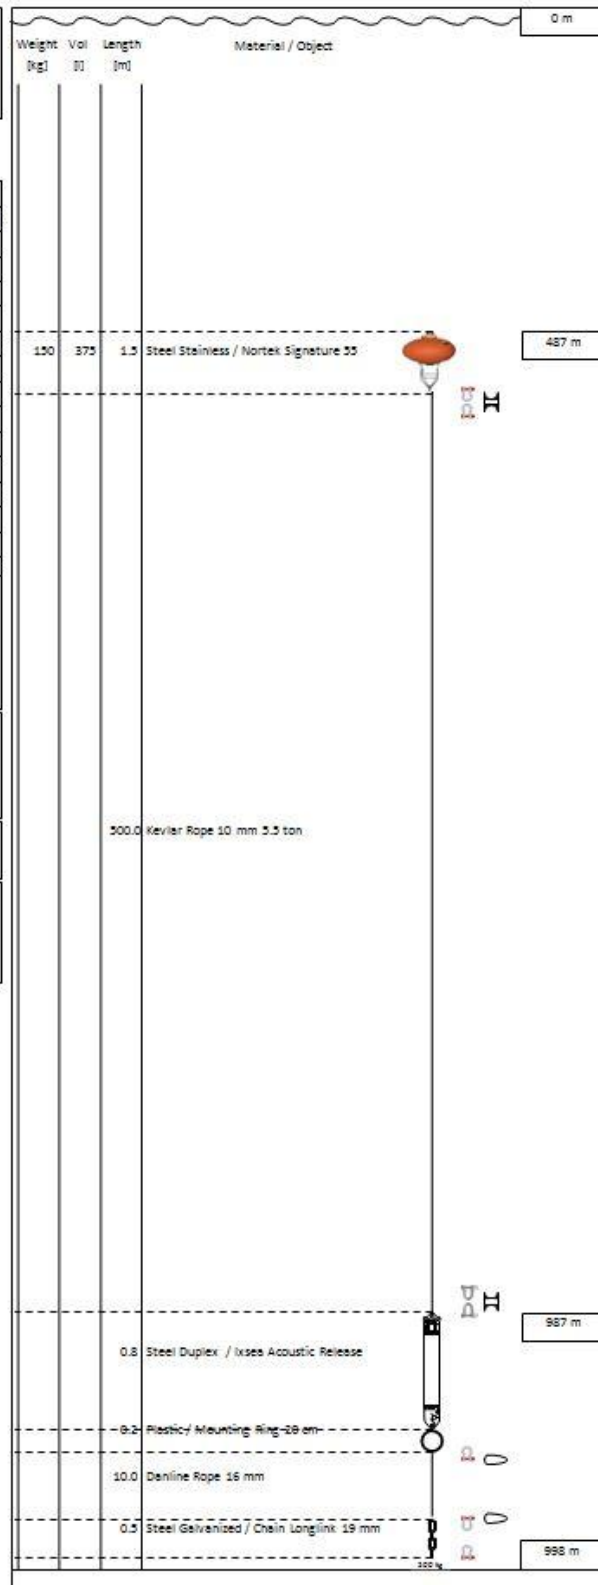 0 m
Weight Vol Length Material / Object
[kg] [l] [m]
487 m
150 375 1.5 Steel Stainless / Nortek Signature 55
500.0 Kevlar Rope 10 mm 5.5 ton
987 m
0.8 Steel Duplex / Ixsea Acoustic Release
0.2 Plastic / Mounting Ring 20 cm
10.0 Danline Rope 16 mm
0.5 Steel Galvanized / Chain Longlink 19 mm
998 m